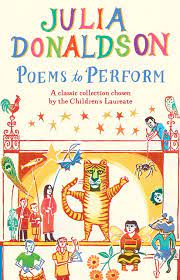 JULIA
DONALDSON
POEMS to PERFORM
A classic collection chosen
by the Children's Laureate